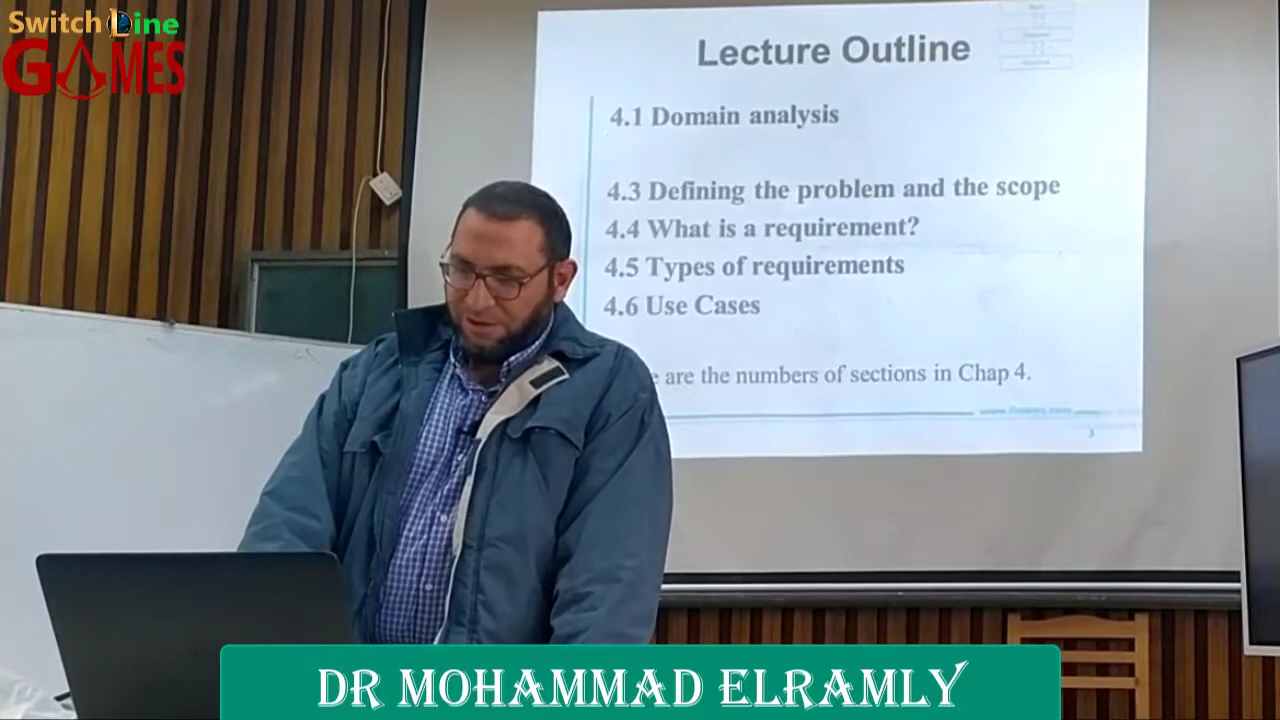 Switch Line
GAMES
Lecture Outline
4.1 Domain analysis
4.3 Defining the problem and the scope
4.4 What is a requirement?
4.5 Types of requirements
4.6 Use Cases
are the numbers of sections in Chap 4.
3
DR MOHAMMAD ELRAMLY